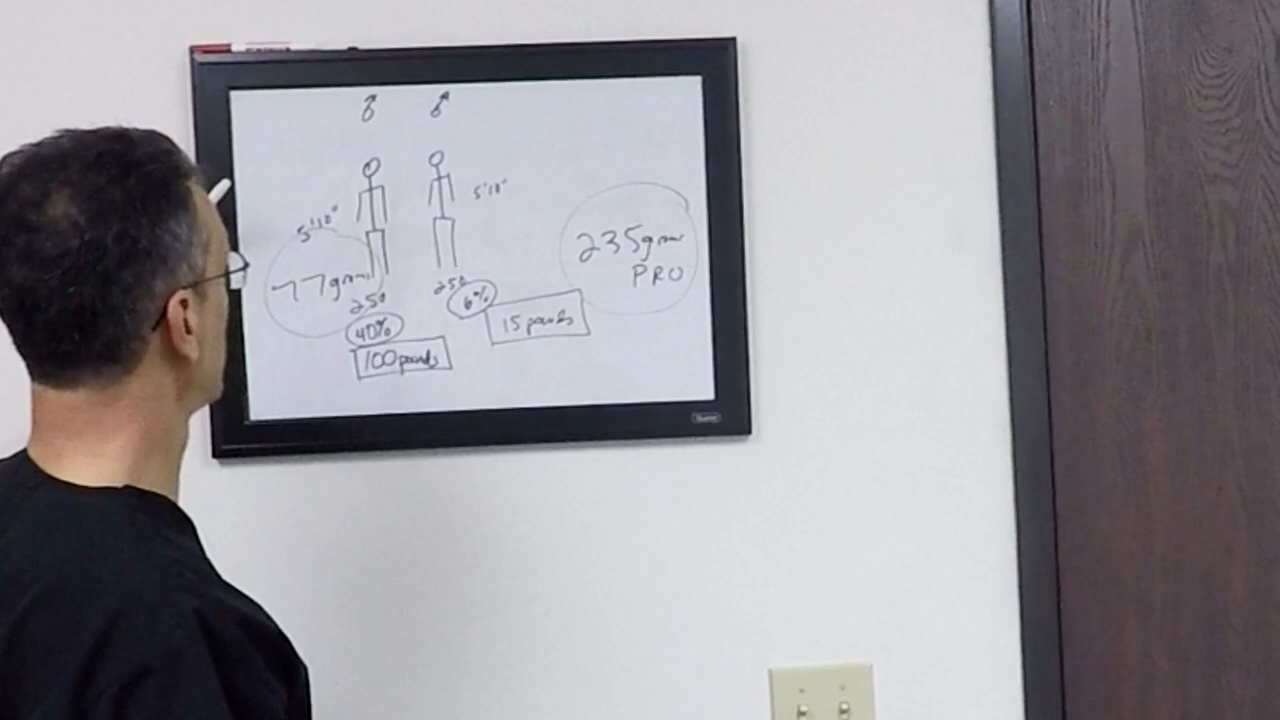 ♂ ♂
5'10"
5'10"
77 grams
250
40%
100 pounds
250
6%
15 pounds
235 grams
PRO